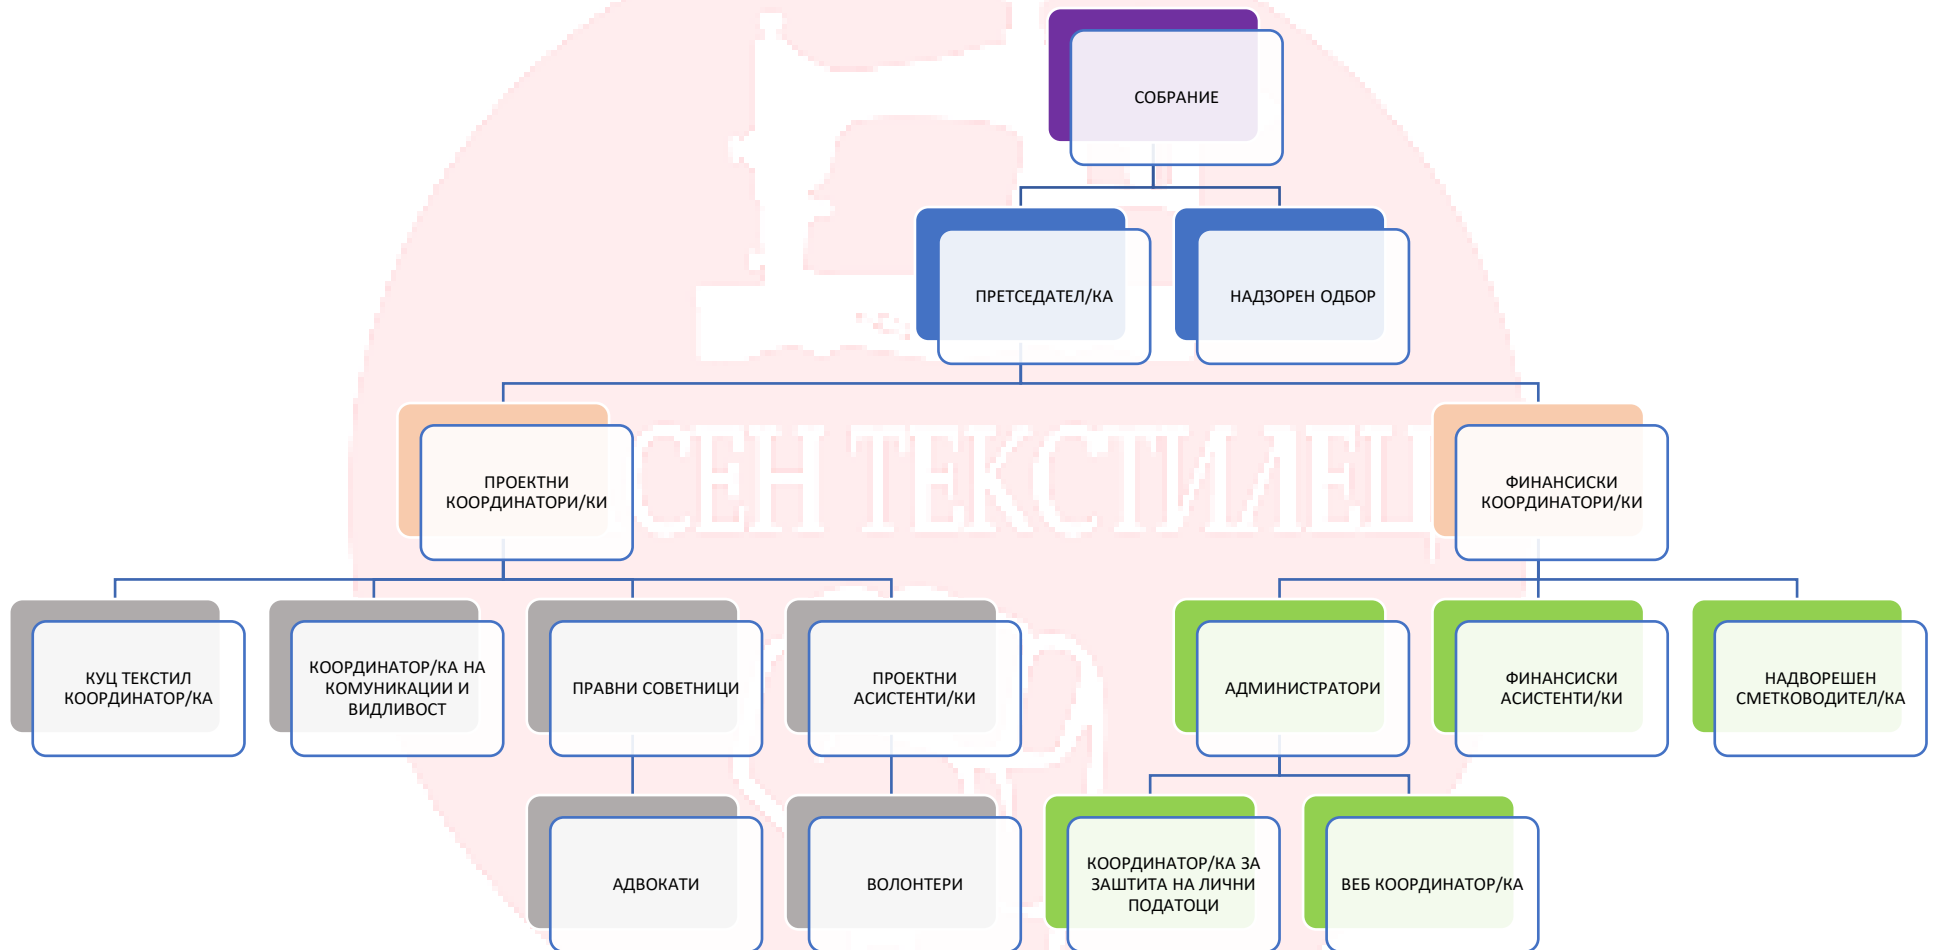 СОБРАНИЕ
ПРЕТСЕДАТЕЛ/КА
НАДЗОРЕН ОДБОР
СЕН ТЕКСТИЛЕЦ
ПРОЕКТНИ
КООРДИНАТОРИ/КИ
ФИНАНСИСКИ
КООРДИНАТОРИ/КИ
КУЦ ТЕКСТИЛ
КООРДИНАТОР/КА
КООРДИНАТОР/КА НА
КОМУНИКАЦИИ И
ВИДЛИВОСТ
ПРАВНИ СОВЕТНИЦИ
ПРОЕКТНИ
АСИСТЕНТИ/КИ
АДМИНИСТРАТОРИ
ФИНАНСИСКИ
АСИСТЕНТИ/КИ
НАДВОРЕШЕН
СМЕТКОВОДИТЕЛ/КА
АДВОКАТИ
ВОЛОНТЕРИ
КООРДИНАТОР/КА ЗА
ЗАШТИТА НА ЛИЧНИ
ПОДАТОЦИ
ВЕБ КООРДИНАТОР/КА